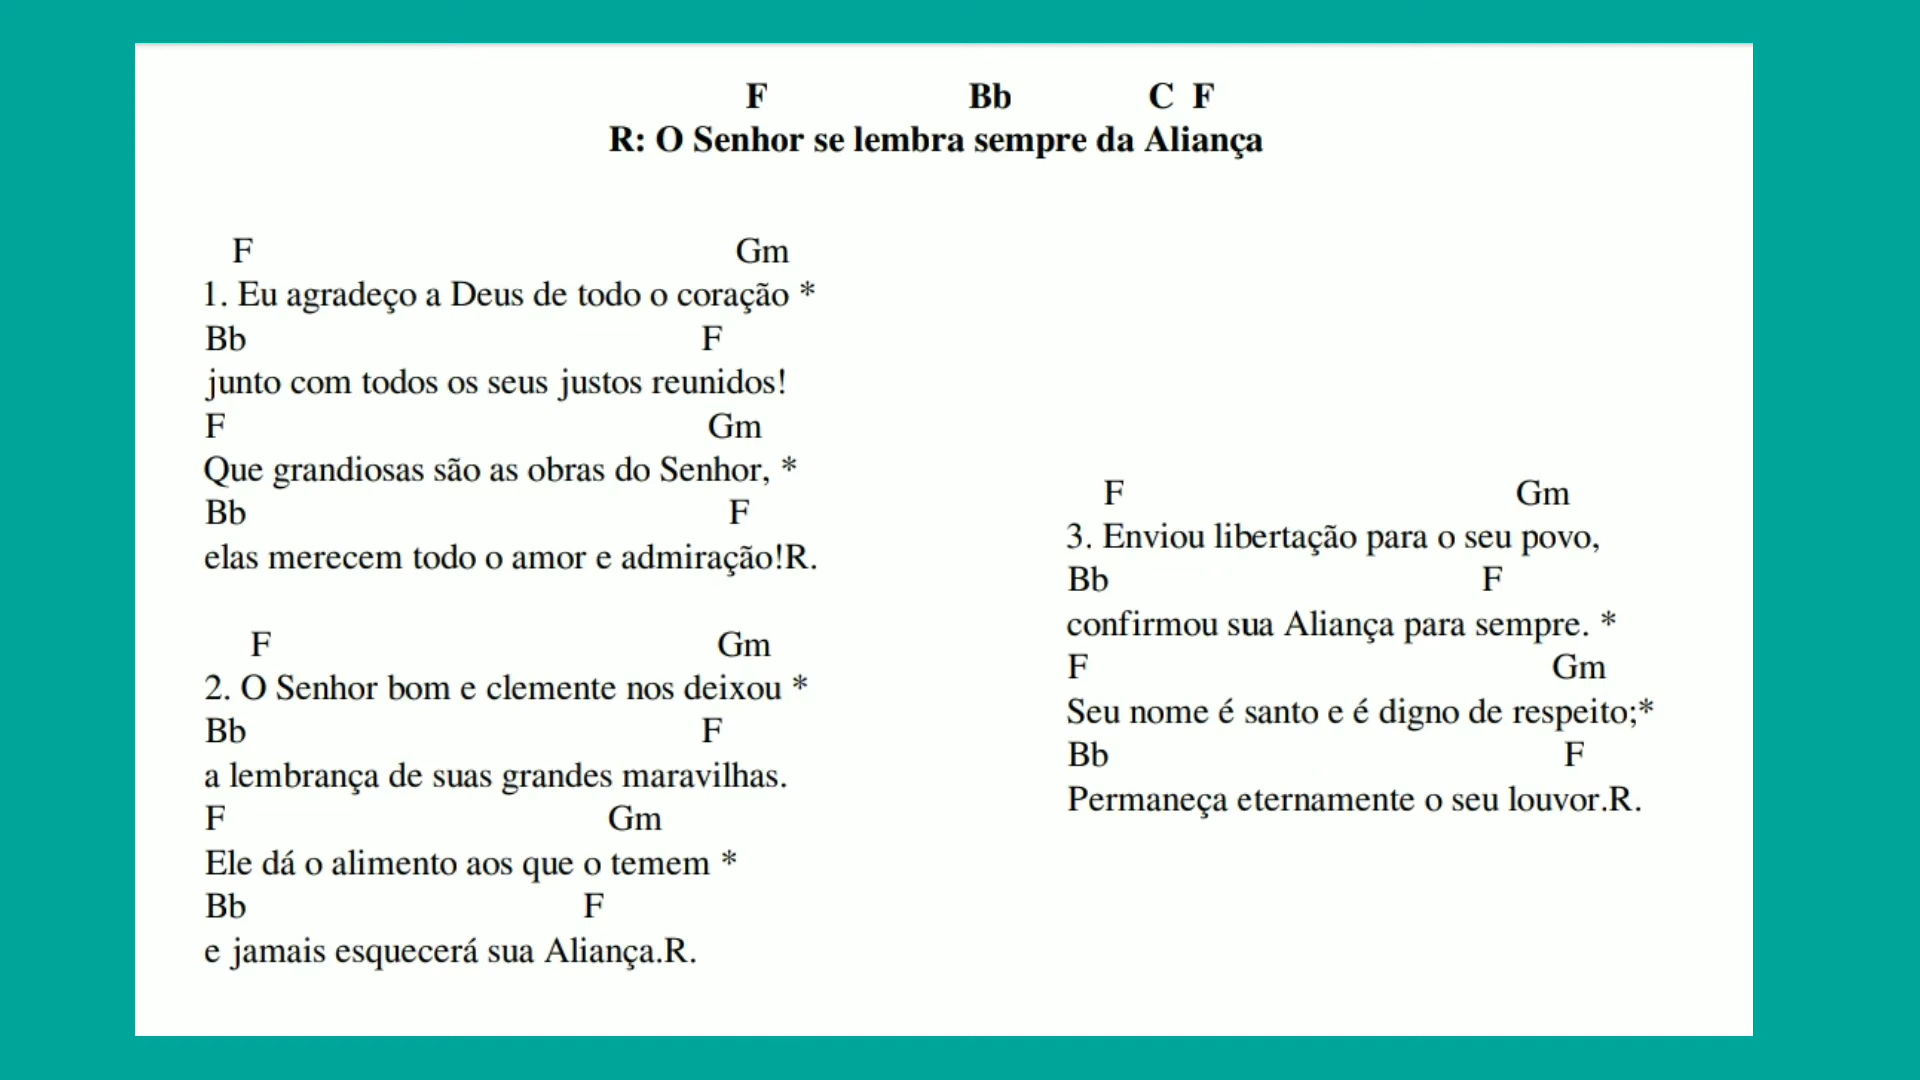 F Bb C F
R: O Senhor se lembra sempre da Aliança
F Gm
1. Eu agradeço a Deus de todo o coração *
Bb F
junto com todos os seus justos reunidos!
F Gm
Que grandiosas são as obras do Senhor, *
Bb F
elas merecem todo o amor e admiração!R.
F Gm
2. O Senhor bom e clemente nos deixou *
Bb F
a lembrança de suas grandes maravilhas.
F Gm
Ele dá o alimento aos que o temem *
Bb F
e jamais esquecerá sua Aliança.R.
F Gm
3. Enviou libertação para o seu povo,
Bb F
confirmou sua Aliança para sempre. *
F Gm
Seu nome é santo e é digno de respeito;*
Bb F
Permaneça eternamente o seu louvor.R.